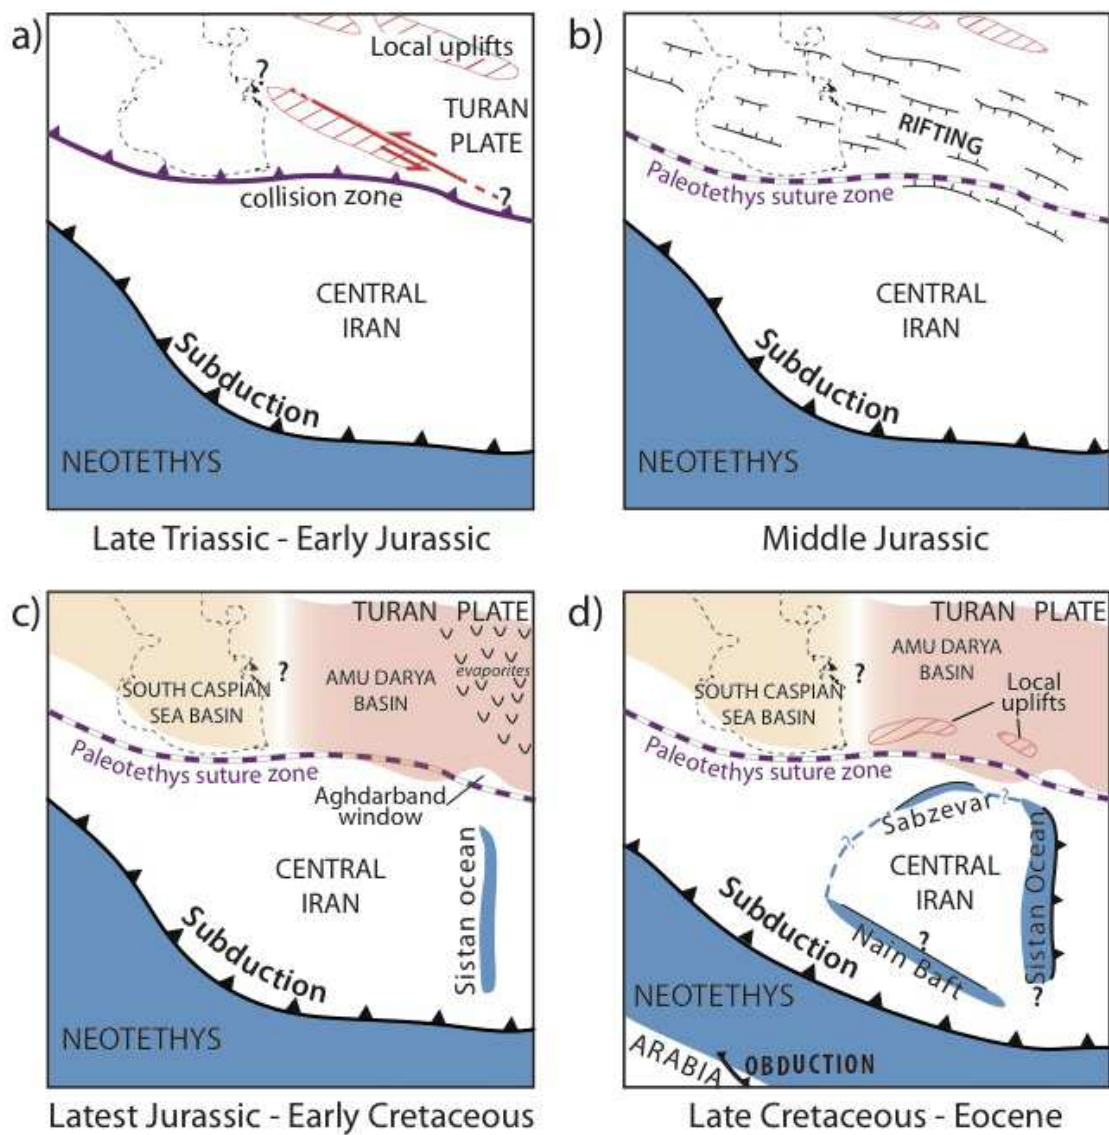 a)
Local uplifts
?
TURAN
PLATE
collision zone
?
CENTRAL
IRAN
Subduction
NEOTETHYS
Late Triassic - Early Jurassic
b)
RIFTING
Paleotethys suture zone
CENTRAL
IRAN
Subduction
NEOTETHYS
Middle Jurassic
c)
TURAN PLATE
evaporites
?
AMU DARYA
BASIN
SOUTH CASPIAN
SEA BASIN
Paleotethys suture zone
Aghdarband
window
CENTRAL
IRAN
Sistan ocean
Subduction
NEOTETHYS
Latest Jurassic - Early Cretaceous
d)
TURAN PLATE
AMU DARYA
BASIN
?
SOUTH CASPIAN
SEA BASIN
Local
uplifts
Paleotethys suture zone
Sabzevar
?
?
CENTRAL
IRAN
Sistan Ocean
?
Nain Baft
?
Subduction
NEOTETHYS
ARABIA
OBDUCTION
Late Cretaceous - Eocene